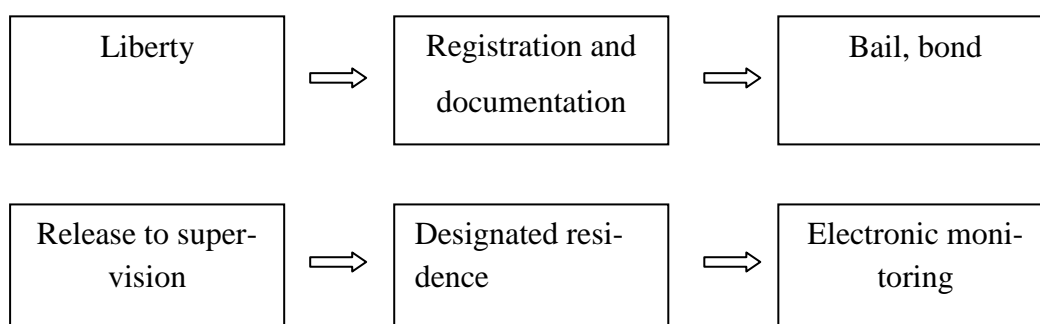 Liberty
Registration and
documentation
Bail, bond
Release to super-
vision
Designated resi-
dence
Electronic moni-
toring